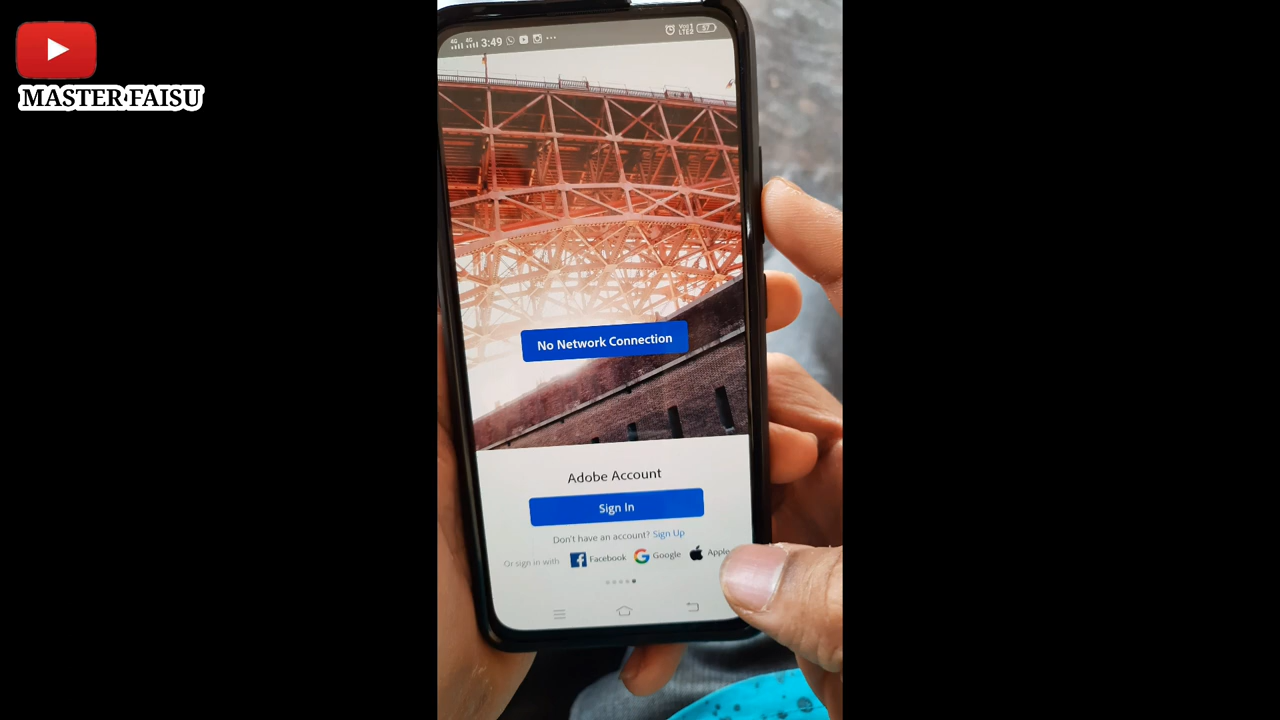 MASTER FAISU
3:49
57
No Network Connection
Adobe Account
Sign In
Don't have an account? Sign Up
Or sign in with Facebook Google Apple